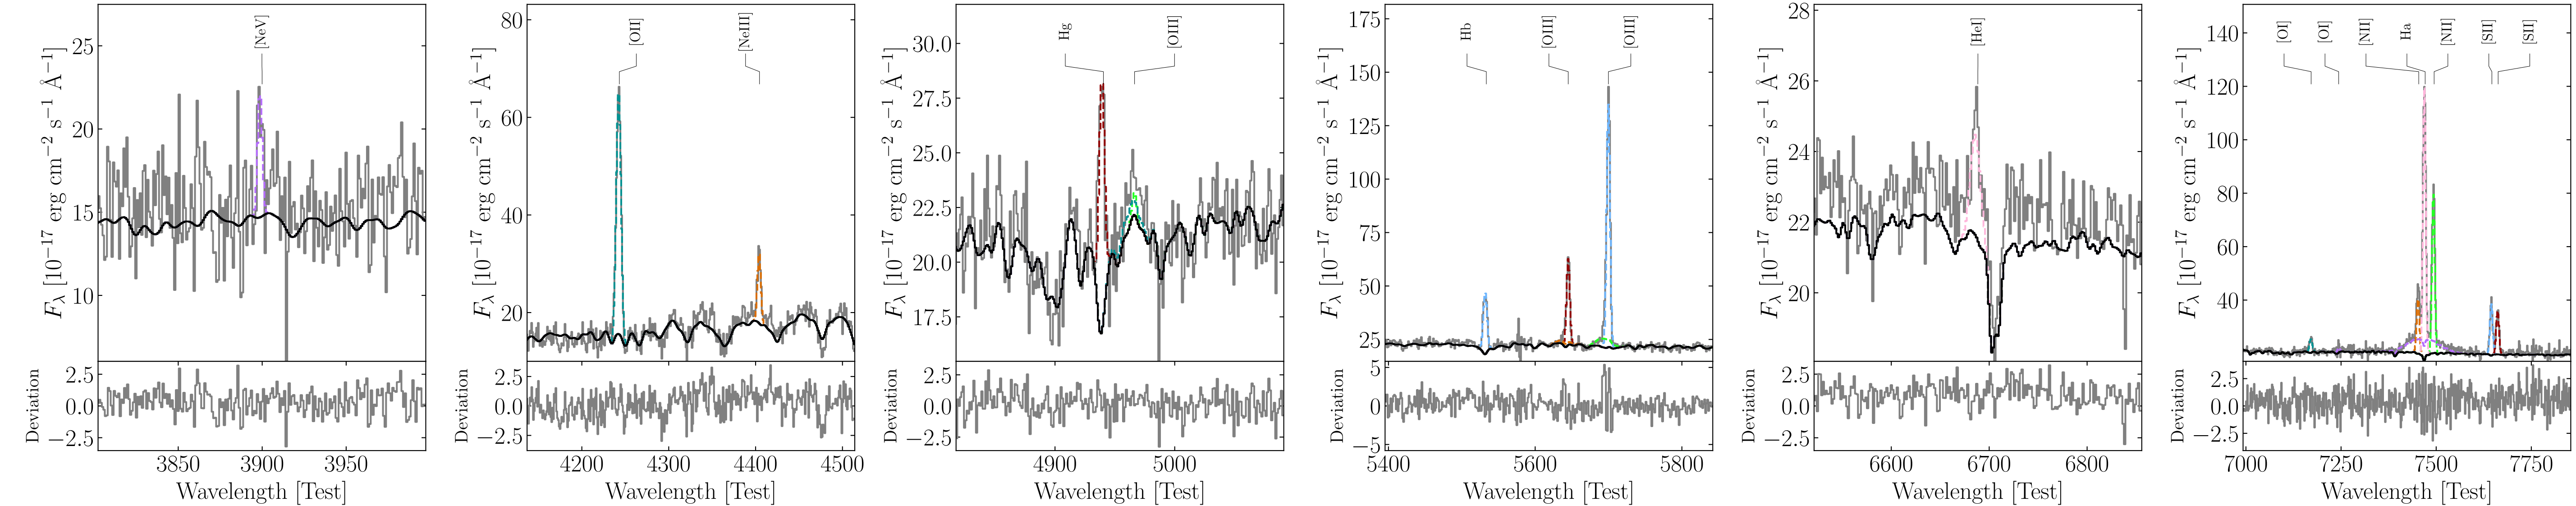 [NeV]
25
20
15
10
F_λ [10^−17 erg cm^−2 s^−1 Å^−1]
2.5
0.0
−2.5
Deviation
3850 3900 3950
Wavelength [Test]
[OII] [NeIII]
80
60
40
20
F_λ [10^−17 erg cm^−2 s^−1 Å^−1]
2.5
0.0
−2.5
Deviation
4200 4300 4400 4500
Wavelength [Test]
Hg [OIII]
30.0
27.5
25.0
22.5
20.0
17.5
F_λ [10^−17 erg cm^−2 s^−1 Å^−1]
2.5
0.0
−2.5
Deviation
4900 5000
Wavelength [Test]
Hb [OIII] [OIII]
175
150
125
100
75
50
25
F_λ [10^−17 erg cm^−2 s^−1 Å^−1]
5
0
−5
Deviation
5400 5600 5800
Wavelength [Test]
[HeI]
28
26
24
22
20
F_λ [10^−17 erg cm^−2 s^−1 Å^−1]
2.5
0.0
−2.5
Deviation
6600 6700 6800
Wavelength [Test]
[OI] [OI] [NII] Ha [NII] [SII] [SII]
140
120
100
80
60
40
F_λ [10^−17 erg cm^−2 s^−1 Å^−1]
2.5
0.0
−2.5
Deviation
7000 7250 7500 7750
Wavelength [Test]